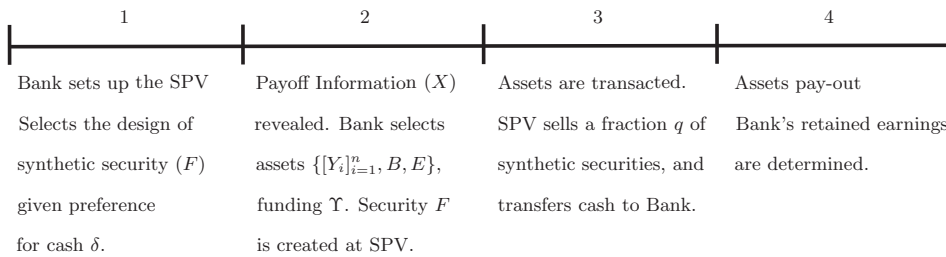 1 2 3 4
Bank sets up the SPV
Selects the design of
synthetic security (F)
given preference
for cash δ.
Payoff Information (X)
revealed. Bank selects
assets {[Y_i]_{i=1}^n, B, E},
funding Υ. Security F
is created at SPV.
Assets are transacted.
SPV sells a fraction q of
synthetic securities, and
transfers cash to Bank.
Assets pay-out
Bank's retained earnings
are determined.